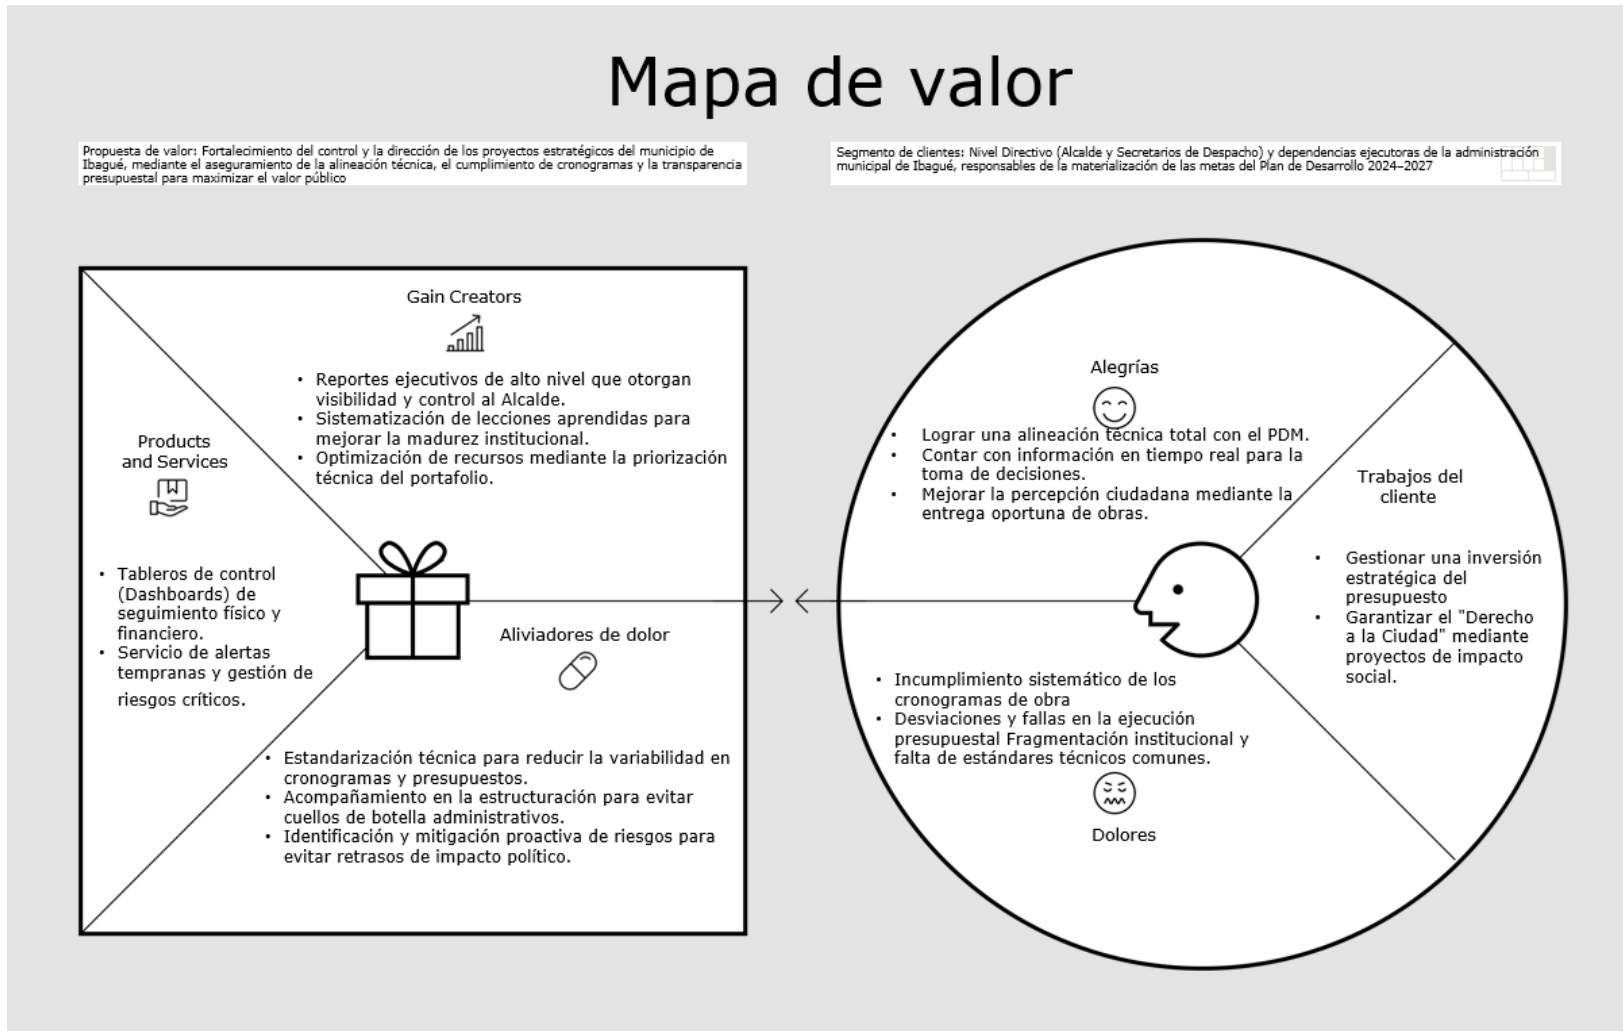 Mapa de valor
Propuesta de valor: Fortalecimiento del control y la dirección de los proyectos estratégicos del municipio de
Ibagué, mediante el aseguramiento de la alineación técnica, el cumplimiento de cronogramas y la transparencia
presupuestal para maximizar el valor público
Segmento de clientes: Nivel Directivo (Alcalde y Secretarios de Despacho) y dependencias ejecutoras de la administración
municipal de Ibagué, responsables de la materialización de las metas del Plan de Desarrollo 2024–2027
Gain Creators
• Reportes ejecutivos de alto nivel que otorgan
visibilidad y control al Alcalde.
• Sistematización de lecciones aprendidas para
mejorar la madurez institucional.
• Optimización de recursos mediante la priorización
técnica del portafolio.
Products
and Services
• Tableros de control
(Dashboards) de
seguimiento físico y
financiero.
• Servicio de alertas
tempranas y gestión de
riesgos críticos.
Aliviadores de dolor
• Estandarización técnica para reducir la variabilidad en
cronogramas y presupuestos.
• Acompañamiento en la estructuración para evitar
cuellos de botella administrativos.
• Identificación y mitigación proactiva de riesgos para
evitar retrasos de impacto político.
Alegrías
• Lograr una alineación técnica total con el PDM.
• Contar con información en tiempo real para la
toma de decisiones.
• Mejorar la percepción ciudadana mediante la
entrega oportuna de obras.
Trabajos del
cliente
• Gestionar una inversión
estratégica del
presupuesto
• Garantizar el "Derecho
a la Ciudad" mediante
proyectos de impacto
social.
• Incumplimiento sistemático de los
cronogramas de obra
• Desviaciones y fallas en la ejecución
presupuestal Fragmentación institucional y
falta de estándares técnicos comunes.
Dolores